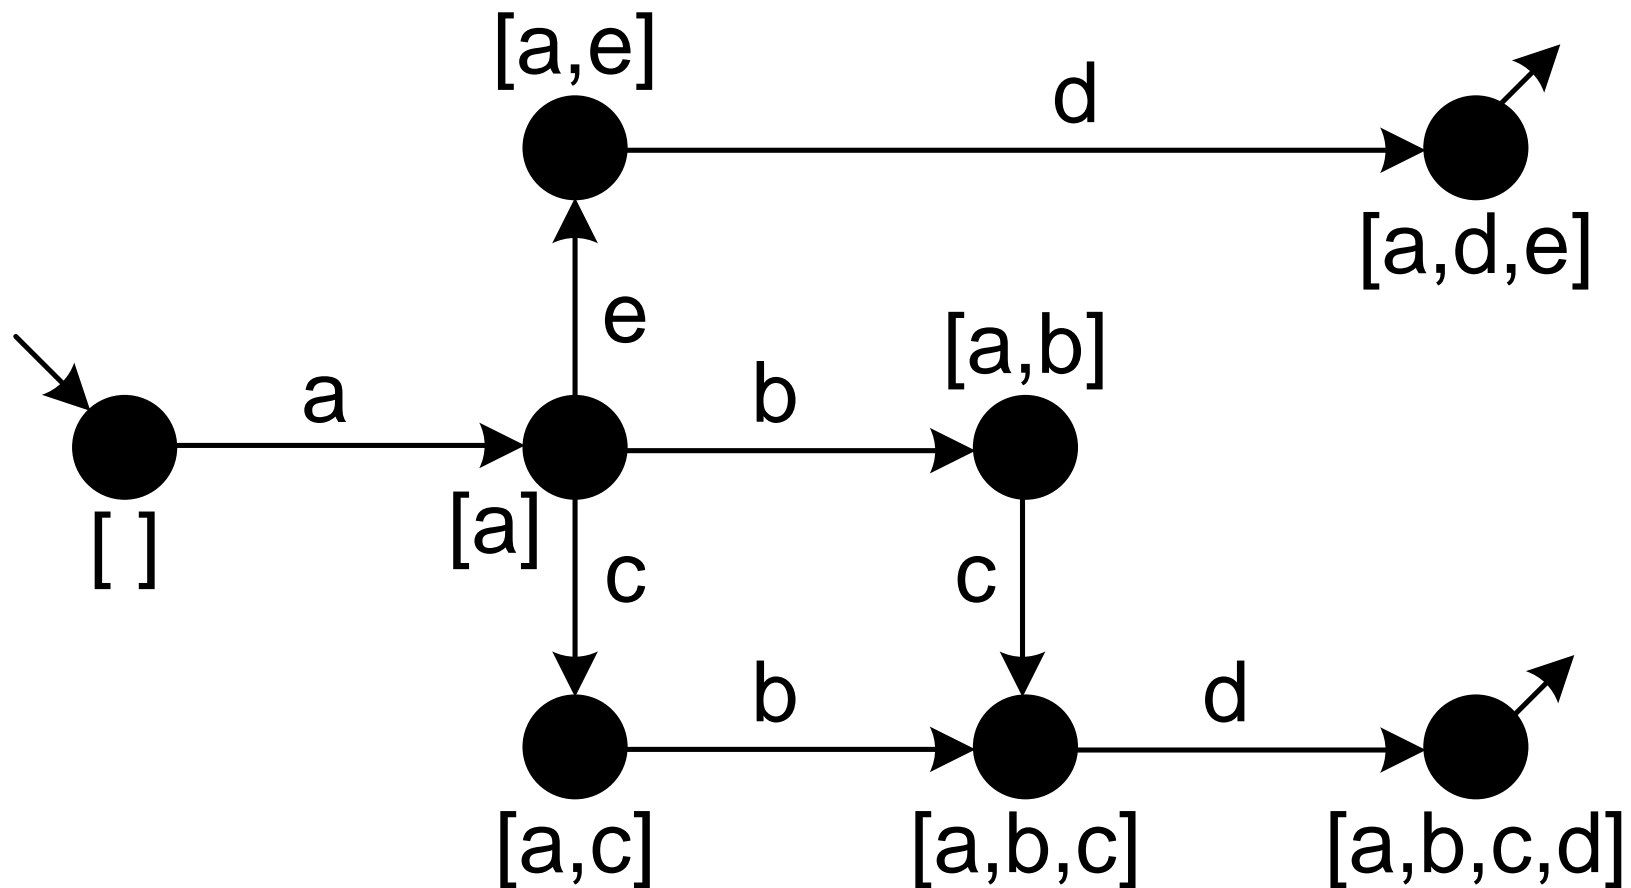 [a,e]
d
[a,d,e]
e
[a,b]
a
b
[ ]
[a]
c
c
b
d
[a,c]
[a,b,c]
[a,b,c,d]